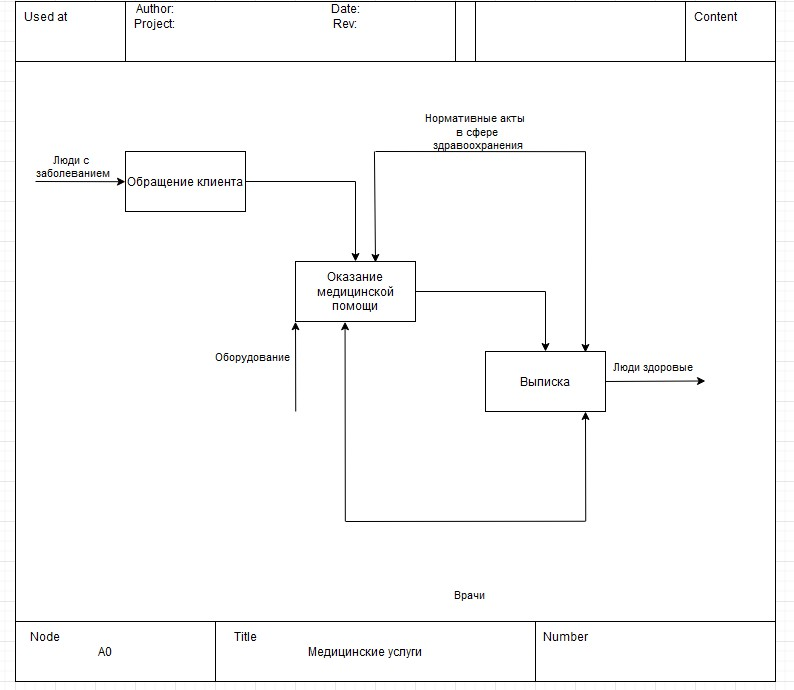 Used at
Author:
Date:
Project:
Rev:
Content
Нормативные акты
в сфере
здравоохранения
Люди с
заболеванием
Обращение клиента
Оказание
медицинской
помощи
Оборудование
Люди здоровые
Выписка
Врачи
Node
A0
Title
Медицинские услуги
Number